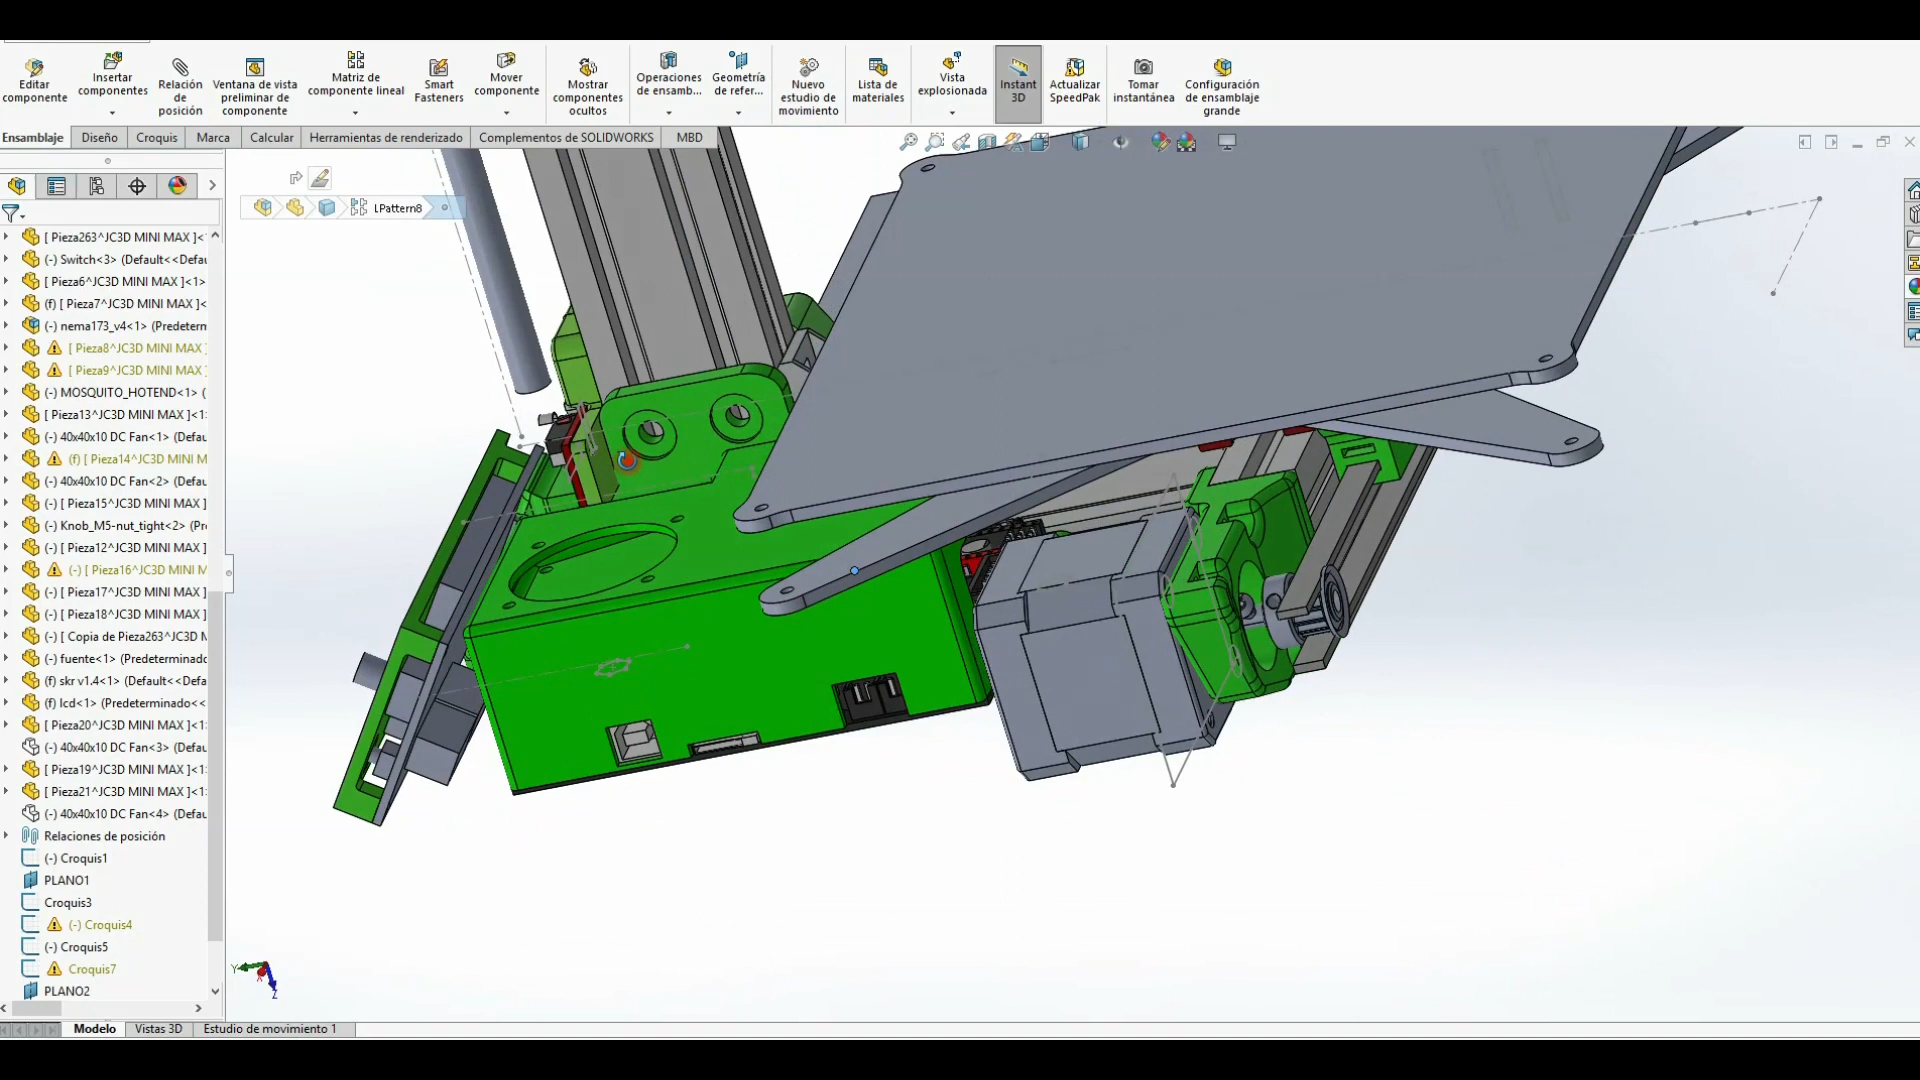 Editar componente
Insertar componentes
Relación de posición
Ventana de vista preliminar de componente
Matriz de componente lineal
Smart Fasteners
Mover componente
Mostrar componentes ocultos
Operaciones de ensamb...
Geometría de refer...
Nuevo estudio de movimiento
Lista de materiales
Vista explosionada
Instant 3D
Actualizar SpeedPak
Tomar instantánea
Configuración de ensamblaje grande
Ensamblaje
Diseño
Croquis
Marca
Calcular
Herramientas de renderizado
Complementos de SOLIDWORKS
MBD
LPattern8
[ Pieza263^JC3D MINI MAX ]<
(-) Switch<3> (Default<<Defau
[ Pieza6^JC3D MINI MAX ]<1>
(f) [ Pieza7^JC3D MINI MAX ]<
(-) nema173_v4<1> (Predetern
[ Pieza8^JC3D MINI MAX ]
[ Pieza9^JC3D MINI MAX ]
(-) MOSQUITO_HOTEND<1> (
[ Pieza13^JC3D MINI MAX ]<1
(-) 40x40x10 DC Fan<1> (Defau
(f) [ Pieza14^JC3D MINI M
(-) 40x40x10 DC Fan<2> (Defau
(-) [ Pieza15^JC3D MINI MAX ]
(-) Knob_M5-nut_tight<2> (Pr
(-) [ Pieza12^JC3D MINI MAX ]
(-) [ Pieza16^JC3D MINI M
(-) [ Pieza17^JC3D MINI MAX ]
(-) [ Pieza18^JC3D MINI MAX ]
(-) [ Copia de Pieza263^JC3D M
(-) fuente<1> (Predeterminado
(f) skr v1.4<1> (Default<<Defau
(f) lcd<1> (Predeterminado<<
[ Pieza20^JC3D MINI MAX ]<1
(-) 40x40x10 DC Fan<3> (Defau
[ Pieza19^JC3D MINI MAX ]<1
[ Pieza21^JC3D MINI MAX ]<1
(-) 40x40x10 DC Fan<4> (Defau
Relaciones de posición
(-) Croquis1
PLANO1
Croquis3
(-) Croquis4
(-) Croquis5
Croquis7
PLANO2
Y
X
Z
Modelo
Vistas 3D
Estudio de movimiento 1